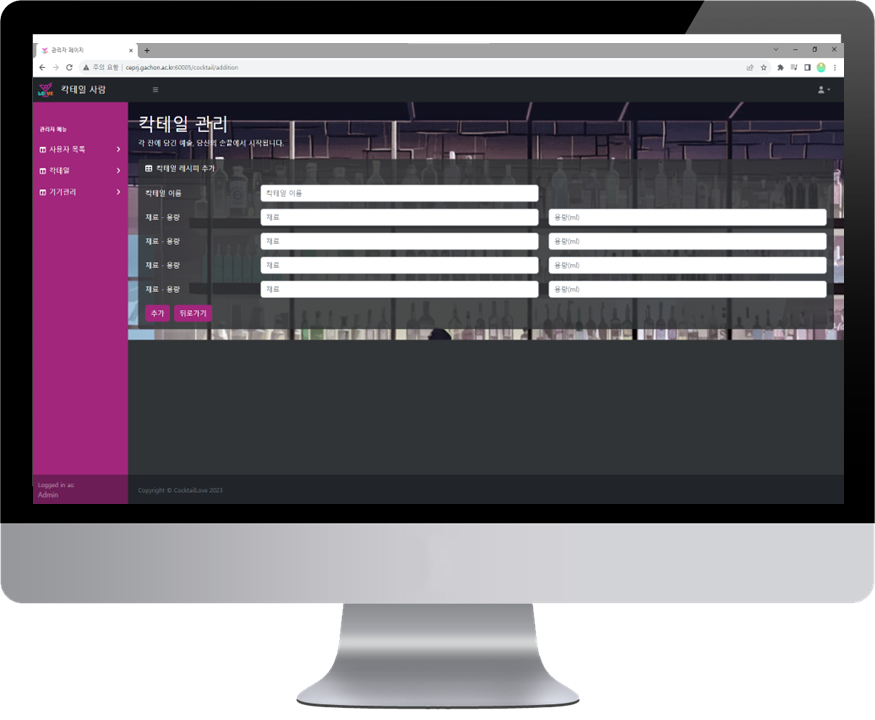 관리자 페이지
주의 요함 | ceprj.gachon.ac.kr:60005/cocktail/addition
칵테일 사랑
관리자 메뉴
사용자 목록
칵테일
기기관리
칵테일 관리
각 잔에 담긴 예술, 당신의 손끝에서 시작됩니다.
칵테일 레시피 추가
칵테일 이름 칵테일 이름
재료 - 용량 재료 용량(ml)
재료 - 용량 재료 용량(ml)
재료 - 용량 재료 용량(ml)
재료 - 용량 재료 용량(ml)
추가 뒤로가기
Logged in as:
Admin
Copyright © CocktailLove 2023